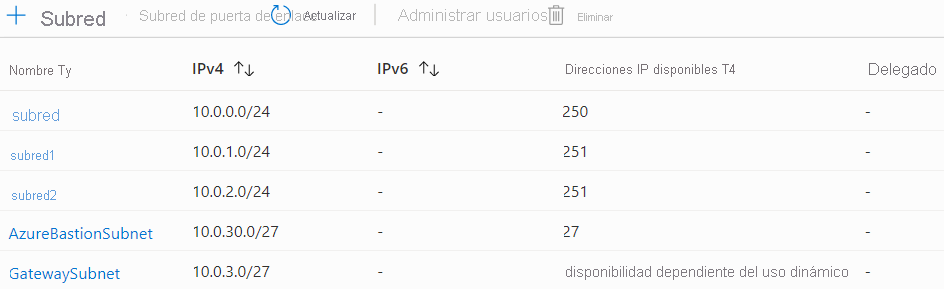 + Subred Subred de puerta de enlace Actualizar Administrar usuarios Eliminar
Nombre Ty IPv4 ↑↓ IPv6 ↑↓ Direcciones IP disponibles T4 Delegado
subred 10.0.0.0/24 - 250 -
subred1 10.0.1.0/24 - 251 -
subred2 10.0.2.0/24 - 251 -
AzureBastionSubnet 10.0.30.0/27 - 27 -
GatewaySubnet 10.0.3.0/27 - disponibilidad dependiente del uso dinámico -